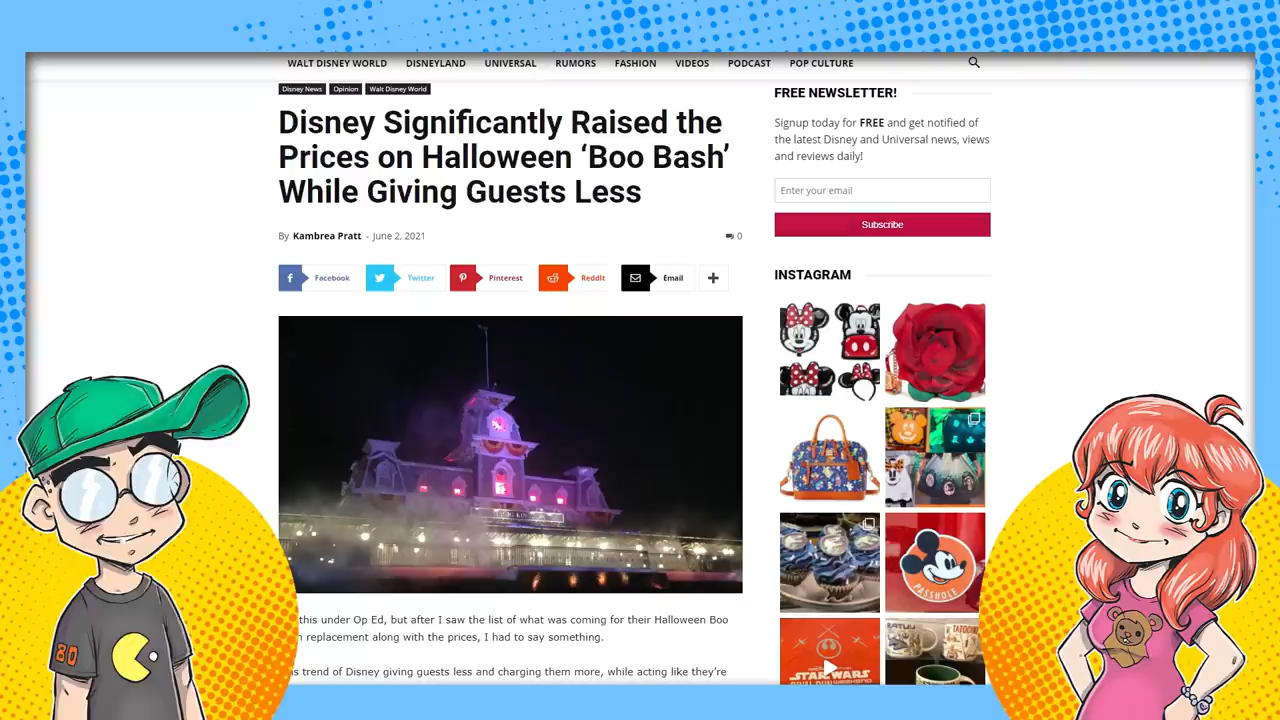 WALT DISNEY WORLD DISNEYLAND UNIVERSAL RUMORS FASHION VIDEOS PODCAST POP CULTURE
Disney News Opinion Walt Disney World
Disney Significantly Raised the
Prices on Halloween ‘Boo Bash’
While Giving Guests Less
By Kambrea Pratt - June 2, 2021
0
Facebook Twitter Pinterest ReddIt Email
this under Op Ed, but after I saw the list of what was coming for their Halloween Boo
replacement along with the prices, I had to say something.
trend of Disney giving guests less and charging them more, while acting like they’re
FREE NEWSLETTER!
Signup today for FREE and get notified of
the latest Disney and Universal news, views
and reviews daily!
Enter your email
Subscribe
INSTAGRAM
PASSHOLE
STAR WARS
80